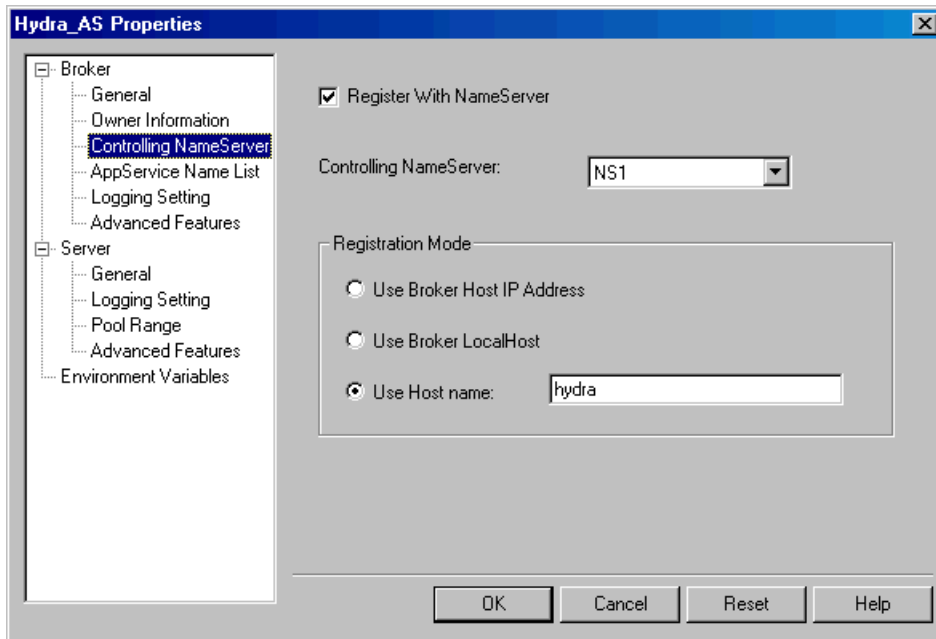 Hydra_AS Properties
Broker
General
Owner Information
Controlling NameServer
AppService Name List
Logging Setting
Advanced Features
Server
General
Logging Setting
Pool Range
Advanced Features
Environment Variables
Register With NameServer
Controlling NameServer: NS1
Registration Mode
Use Broker Host IP Address
Use Broker LocalHost
Use Host name: hydra
OK Cancel Reset Help